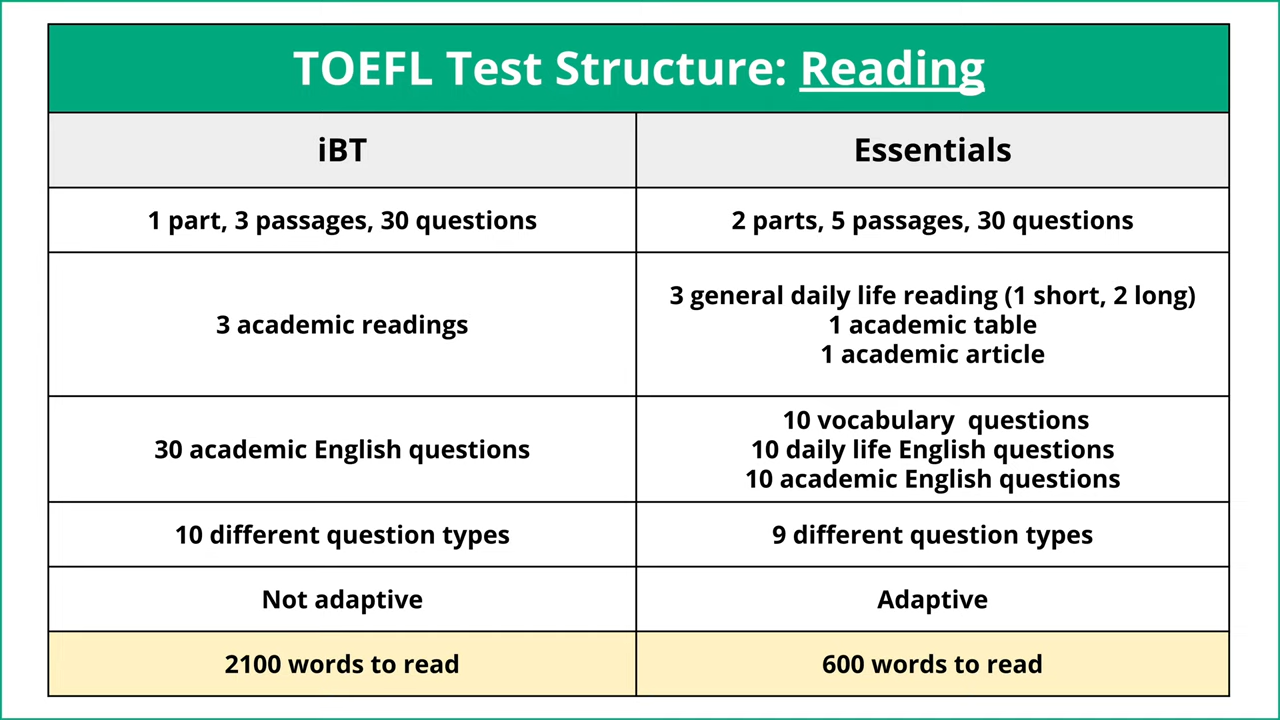 TOEFL Test Structure: Reading
iBT
Essentials
1 part, 3 passages, 30 questions
2 parts, 5 passages, 30 questions
3 academic readings
3 general daily life reading (1 short, 2 long)
1 academic table
1 academic article
30 academic English questions
10 vocabulary  questions
10 daily life English questions
10 academic English questions
10 different question types
9 different question types
Not adaptive
Adaptive
2100 words to read
600 words to read